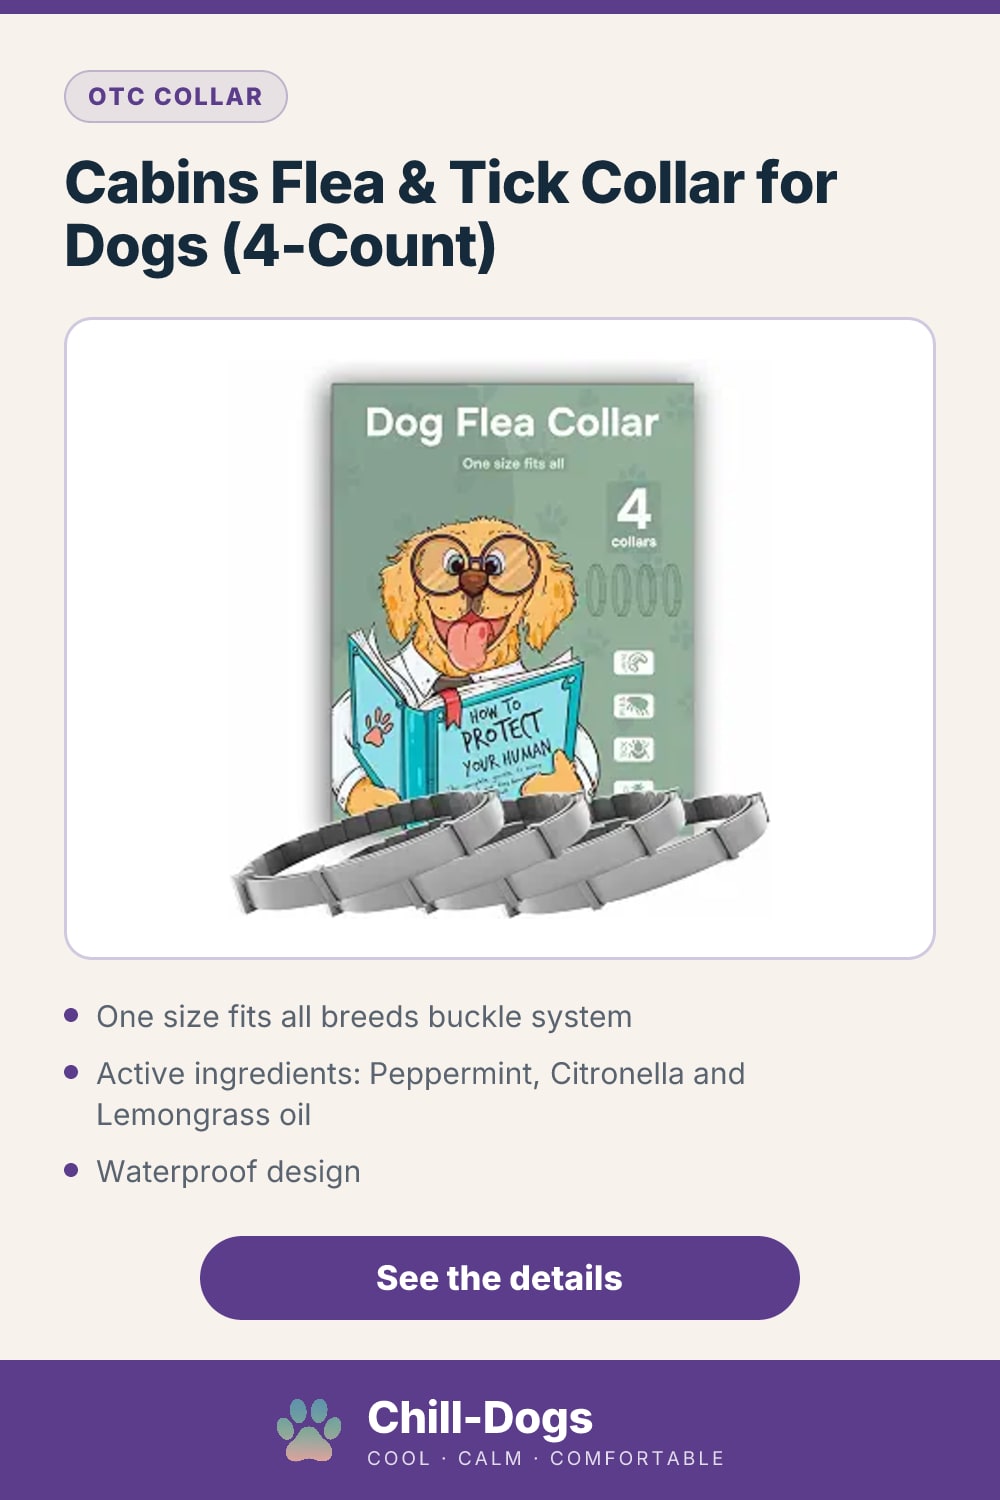 OTC COLLAR
Cabins Flea & Tick Collar for
Dogs (4-Count)
Dog Flea Collar
One size fits all
4
collars
HOW TO
PROTECT
YOUR HUMAN
One size fits all breeds buckle system
Active ingredients: Peppermint, Citronella and
Lemongrass oil
Waterproof design
See the details
Chill-Dogs
COOL · CALM · COMFORTABLE